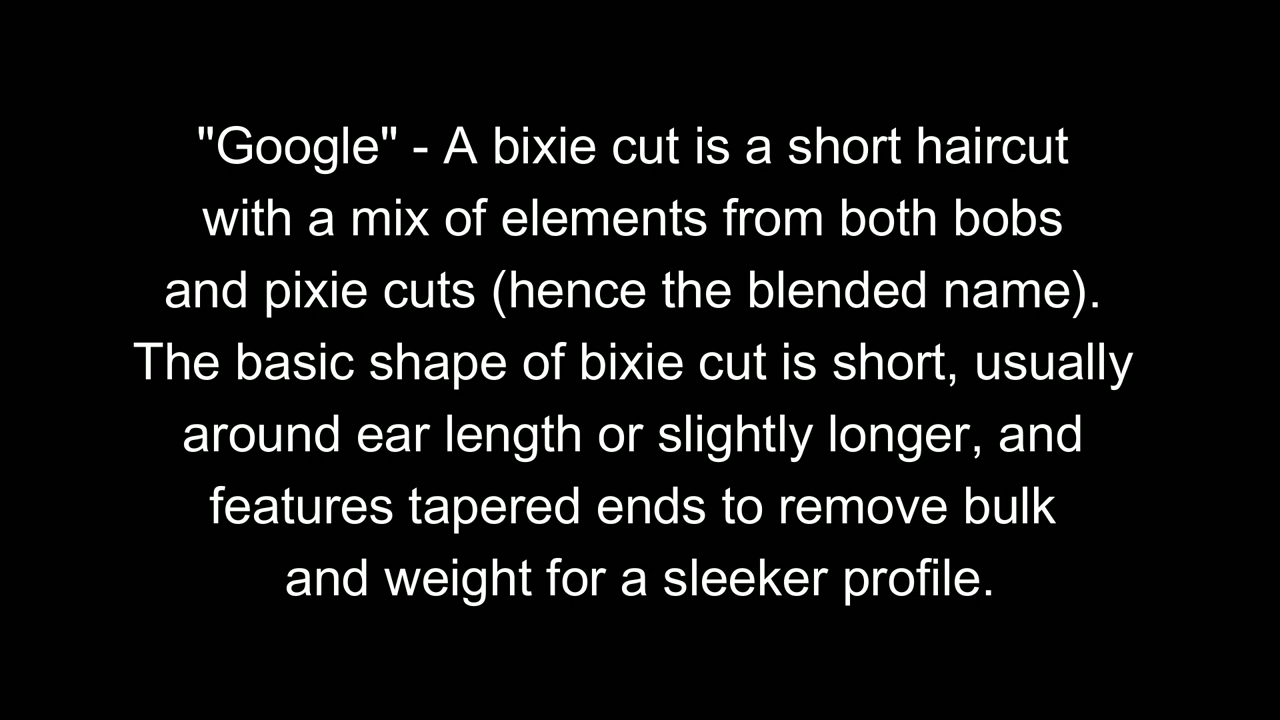 "Google" - A bixie cut is a short haircut
with a mix of elements from both bobs
and pixie cuts (hence the blended name).
The basic shape of bixie cut is short, usually
around ear length or slightly longer, and
features tapered ends to remove bulk
and weight for a sleeker profile.